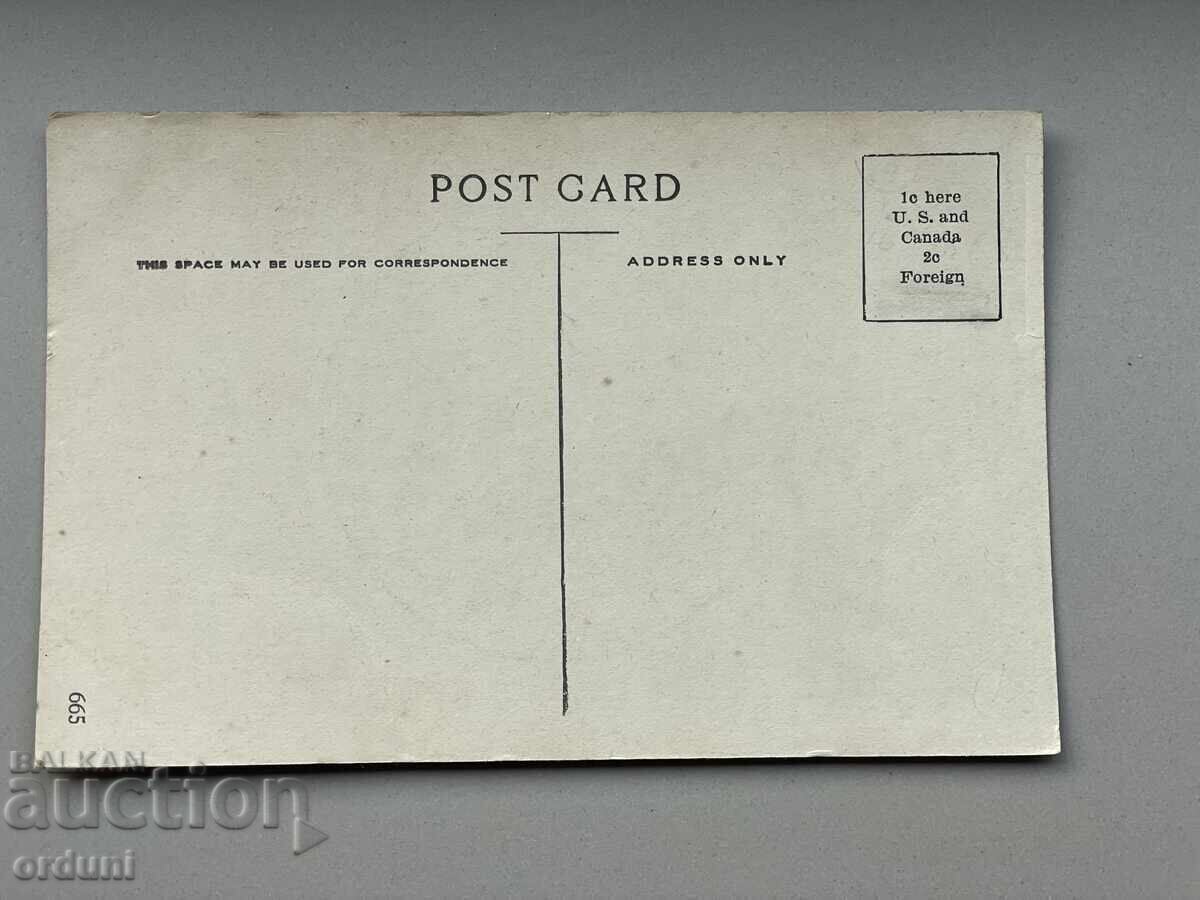 POST CARD
THIS SPACE MAY BE USED FOR CORRESPONDENCE
ADDRESS ONLY
1c here
U. S. and
Canada
2c
Foreign
665
BALKAN
auction
orduni